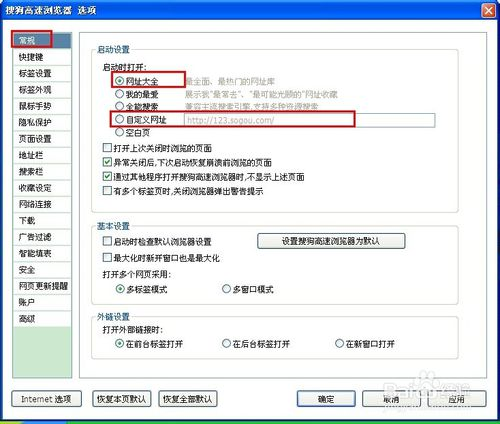 搜狗高速浏览器 选项
常规
快捷键
标签设置
标签外观
鼠标手势
隐私保护
页面设置
地址栏
搜索栏
收藏设定
网络连接
下载
广告过滤
智能填表
安全
网页更新提醒
账户
高级
启动设置
启动时打开:
网址大全 最全面、最热门的网址库
我的最爱 展示我"最常去"、"最可能光顾的"网址收藏
全能搜索 兼容主流搜索引擎,支持多种资源搜索
自定义网址 http://123.sogou.com/
空白页
打开上次关闭时浏览的页面
异常关闭后,下次启动恢复崩溃前浏览的页面
通过其他程序打开搜狗高速浏览器时,不显示上述页面
有多个标签页时,关闭浏览器弹出警告提示
基本设置
启动时检查默认浏览器设置 设置搜狗高速浏览器为默认
最大化时新开窗口也是最大化
打开多个网页采用:
多标签模式 多窗口模式
外链设置
打开外部链接时:
在前台标签打开 在后台标签打开 在新窗口打开
Internet 选项 恢复本页默认 恢复全部默认 确定 取消 应用